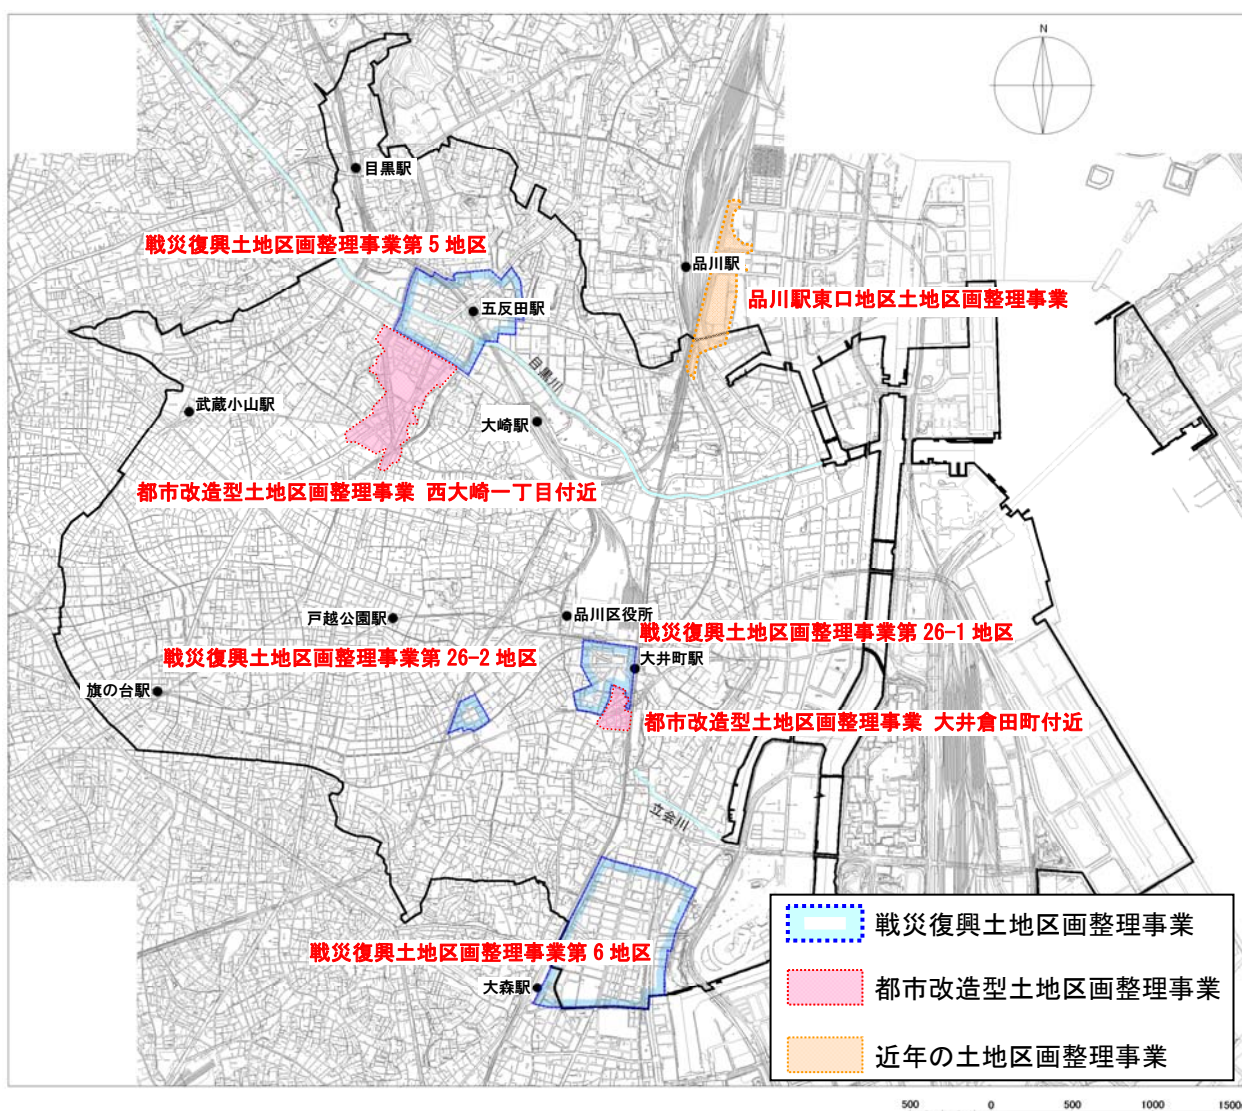 N
目黒駅
戦災復興土地区画整理事業第5地区
品川駅
五反田駅
品川駅東口地区土地区画整理事業
目黒川
武蔵小山駅
大崎駅
都市改造型土地区画整理事業 西大崎一丁目付近
戸越公園駅
品川区役所
戦災復興土地区画整理事業第26-1地区
戦災復興土地区画整理事業第26-2地区
大井町駅
旗の台駅
都市改造型土地区画整理事業 大井倉田町付近
立会川
戦災復興土地区画整理事業第6地区
大森駅
戦災復興土地区画整理事業
都市改造型土地区画整理事業
近年の土地区画整理事業
500 0 500 1000 1500